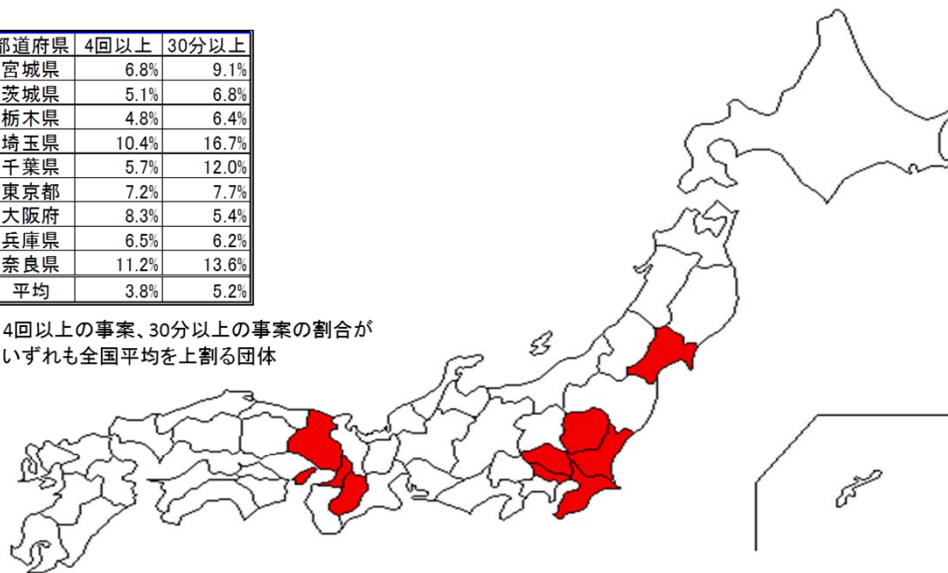 都道府県 4回以上 30分以上
宮城県 6.8% 9.1%
茨城県 5.1% 6.8%
栃木県 4.8% 6.4%
埼玉県 10.4% 16.7%
千葉県 5.7% 12.0%
東京都 7.2% 7.7%
大阪府 8.3% 5.4%
兵庫県 6.5% 6.2%
奈良県 11.2% 13.6%
平均 3.8% 5.2%
4回以上の事案、30分以上の事案の割合が
いずれも全国平均を上割る団体